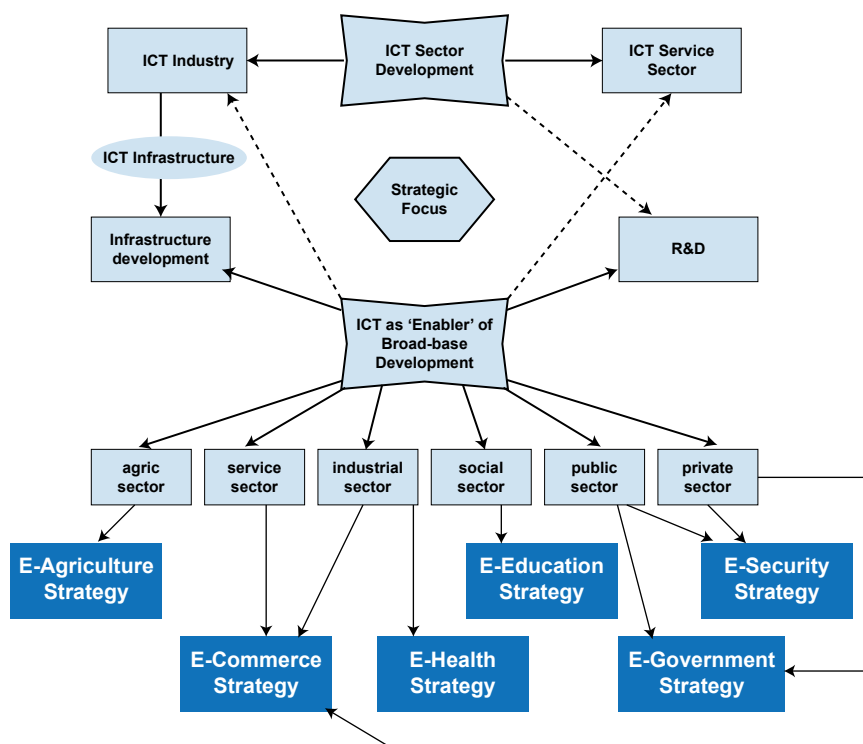 ICT Industry
ICT Sector
Development
ICT Service
Sector
ICT Infrastructure
Strategic
Focus
Infrastructure
development
R&D
ICT as ‘Enabler’ of
Broad-base
Development
agric
sector
service
sector
industrial
sector
social
sector
public
sector
private
sector
E-Agriculture
Strategy
E-Education
Strategy
E-Security
Strategy
E-Commerce
Strategy
E-Health
Strategy
E-Government
Strategy